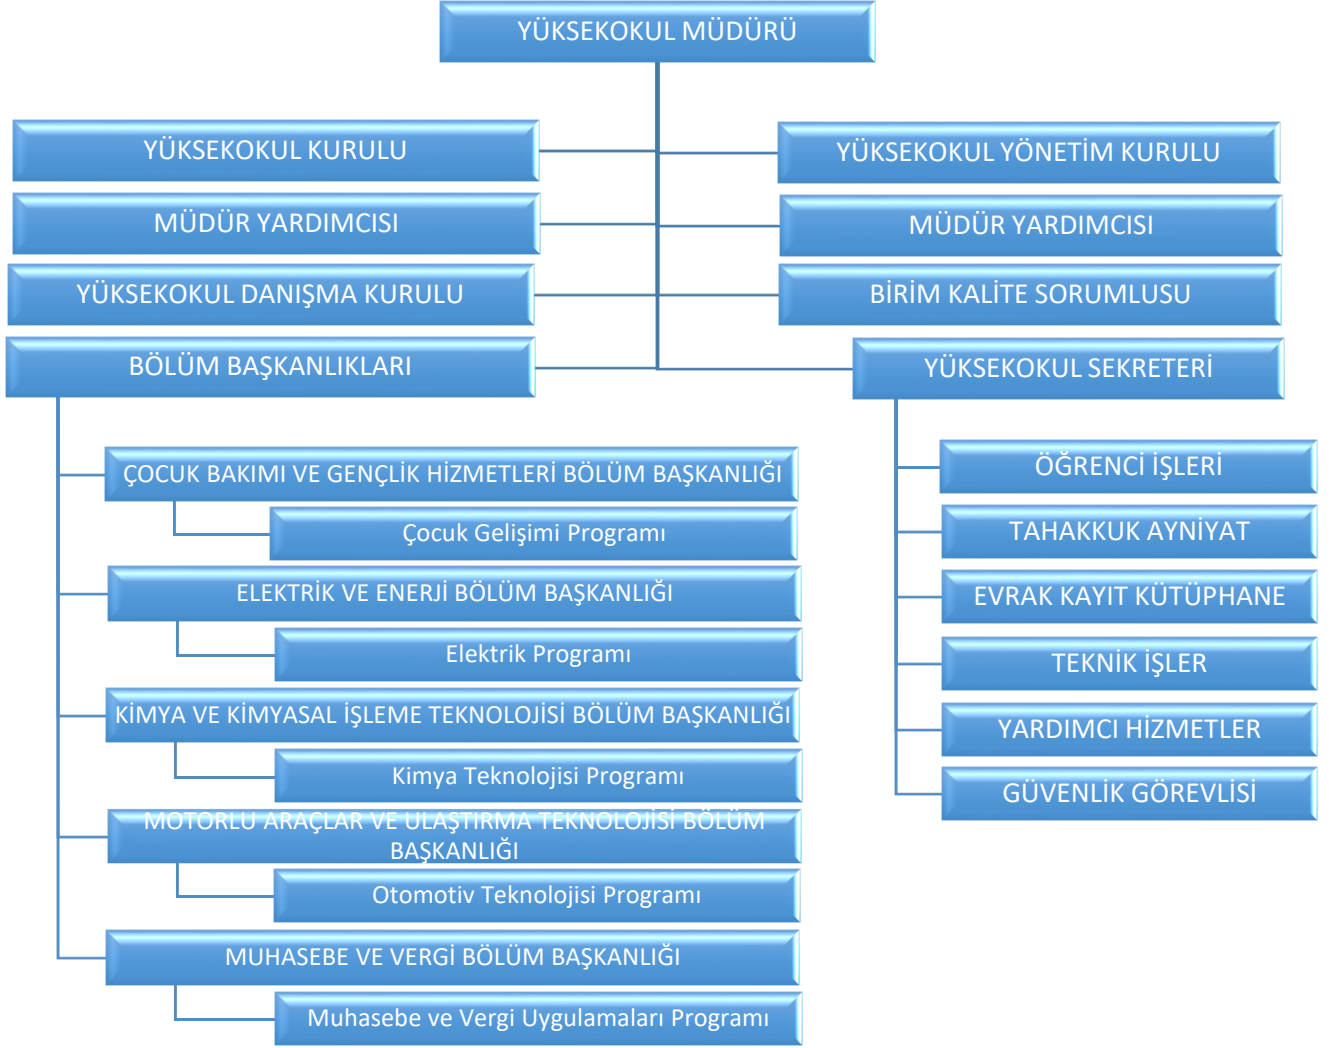 YÜKSEKOKUL MÜDÜRÜ
YÜKSEKOKUL KURULU
YÜKSEKOKUL YÖNETİM KURULU
MÜDÜR YARDIMCISI
MÜDÜR YARDIMCISI
YÜKSEKOKUL DANIŞMA KURULU
BİRİM KALİTE SORUMLUSU
BÖLÜM BAŞKANLIKLARI
YÜKSEKOKUL SEKRETERİ
ÇOCUK BAKIMI VE GENÇLİK HİZMETLERİ BÖLÜM BAŞKANLIĞI
Çocuk Gelişimi Programı
ELEKTRİK VE ENERJİ BÖLÜM BAŞKANLIĞI
Elektrik Programı
KİMYA VE KİMYASAL İŞLEME TEKNOLOJİSİ BÖLÜM BAŞKANLIĞI
Kimya Teknolojisi Programı
MOTORLU ARAÇLAR VE ULAŞTIRMA TEKNOLOJİSİ BÖLÜM
BAŞKANLIĞI
Otomotiv Teknolojisi Programı
MUHASEBE VE VERGİ BÖLÜM BAŞKANLIĞI
Muhasebe ve Vergi Uygulamaları Programı
ÖĞRENCİ İŞLERİ
TAHAKKUK AYNİYAT
EVRAK KAYIT KÜTÜPHANE
TEKNİK İŞLER
YARDIMCI HİZMETLER
GÜVENLİK GÖREVLİSİ